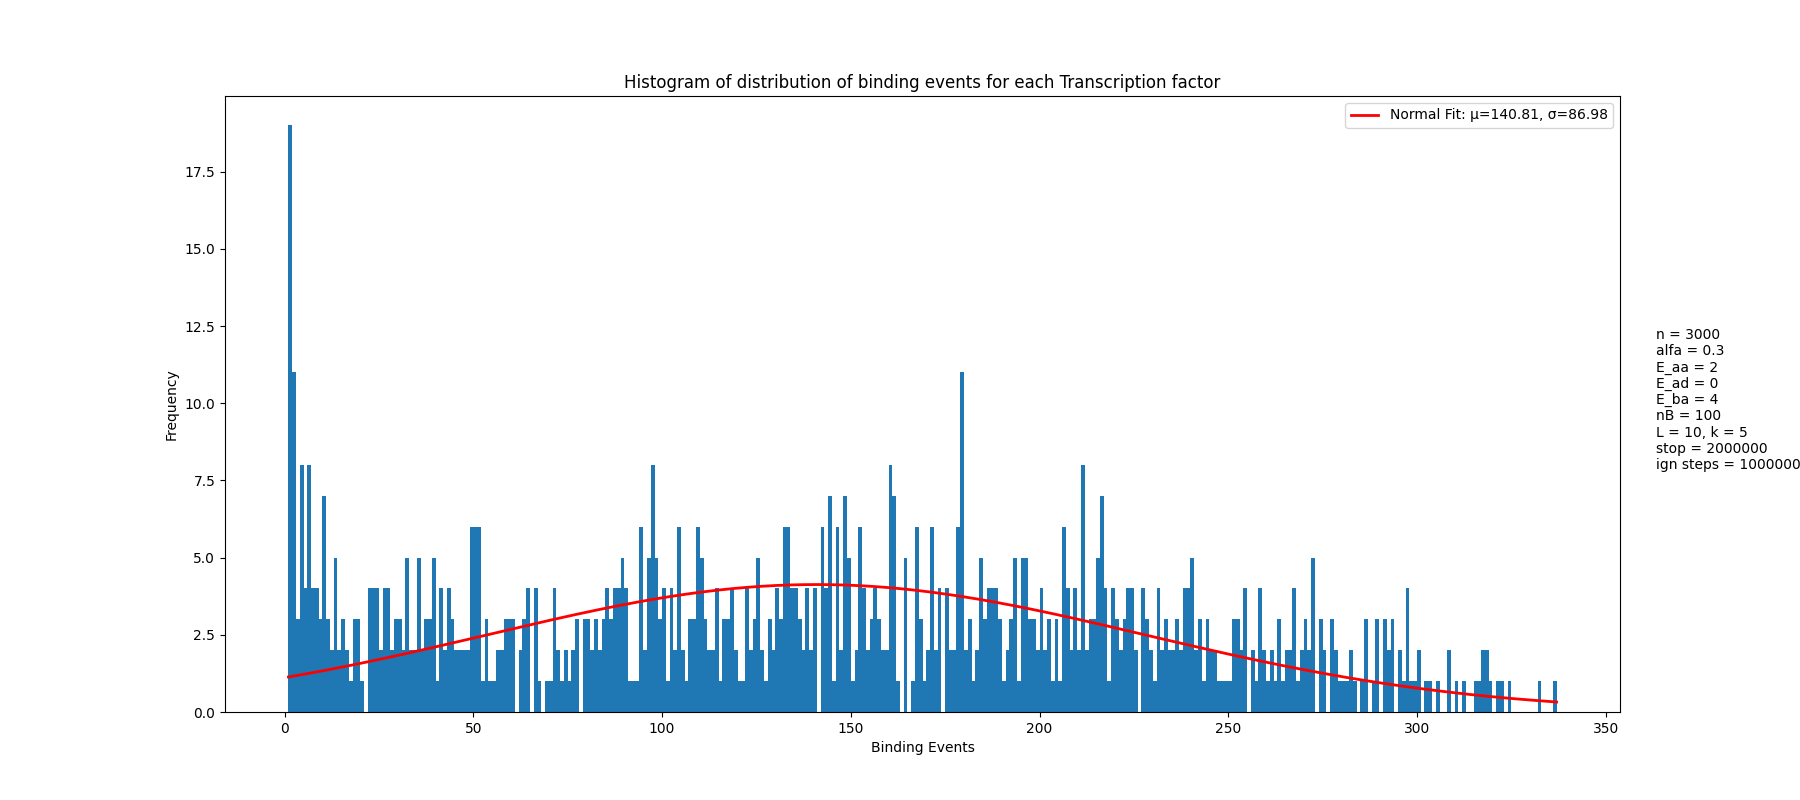 Histogram of distribution of binding events for each Transcription factor
Normal Fit: μ=140.81, σ=86.98
17.5
15.0
12.5
10.0
7.5
5.0
2.5
0.0
Frequency
0 50 100 150 200 250 300 350
Binding Events
n = 3000
alfa = 0.3
E_aa = 2
E_ad = 0
E_ba = 4
nB = 100
L = 10, k = 5
stop = 2000000
ign steps = 1000000